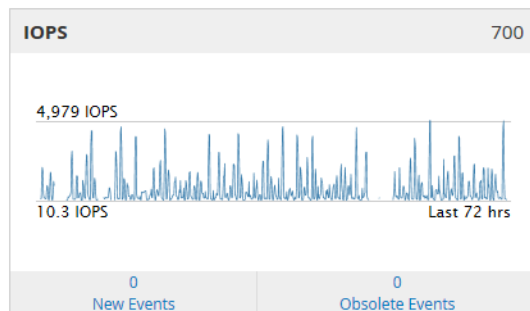 IOPS 700
4,979 IOPS
10.3 IOPS Last 72 hrs
0 0
New Events Obsolete Events